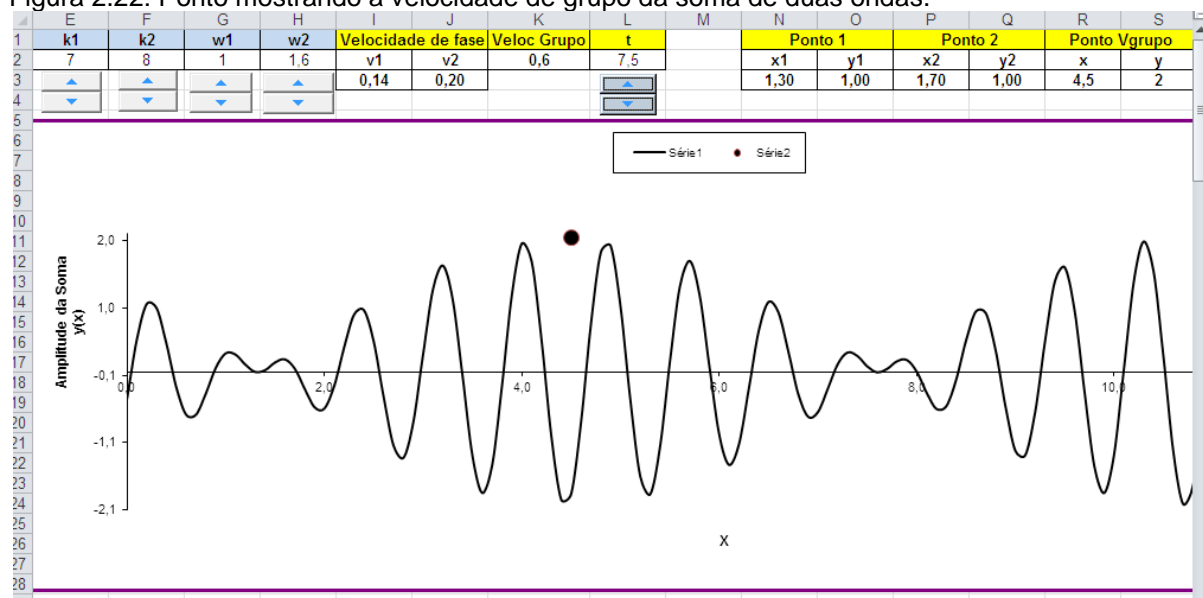 Figura 2.22: Ponto mostrando a velocidade de grupo da soma de duas ondas.
E F G H I J K L M N O P Q R S
1 k1 k2 w1 w2 Velocidade de fase Veloc Grupo t Ponto 1 Ponto 2 Ponto Vgrupo
2 7 8 1 1,6 v1 v2 0,6 7,5 x1 y1 x2 y2 x y
3 0,14 0,20 1,30 1,00 1,70 1,00 4,5 2
4
5
6
7 Série1 Série2
8
9
10
11
12
13
14
15
16
17
18
19
20
21
22
23
24
25
26
27
28
Amplitude da Soma
y(x)
2,0
1,0
-0,1
-1,1
-2,1
0,0 2,0 4,0 6,0 8,0 10,0
X